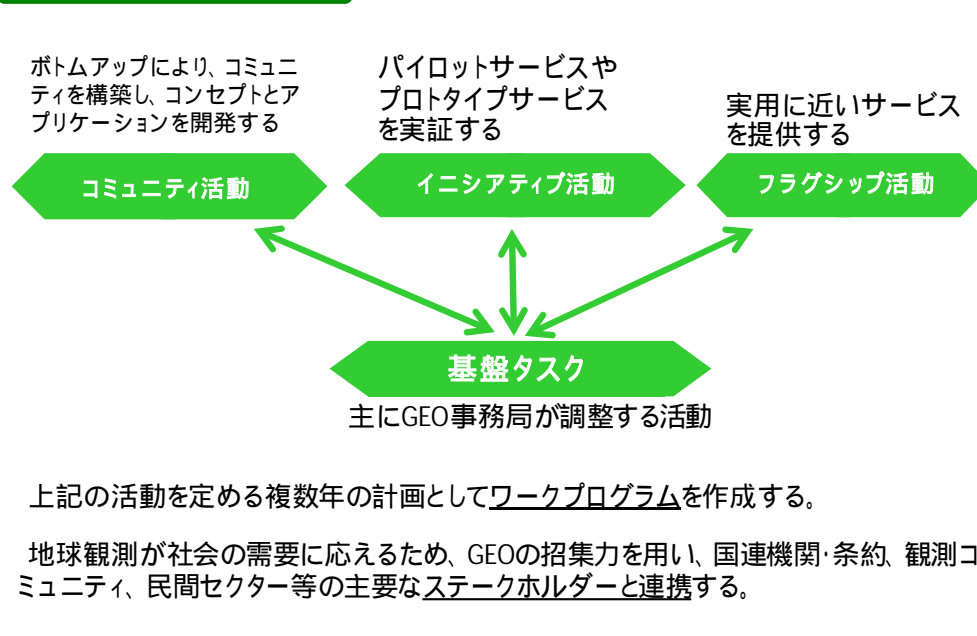 ボトムアップにより、コミュニ
ティを構築し、コンセプトとア
プリケーションを開発する
パイロットサービスや
プロトタイプサービス
を実証する
実用に近いサービス
を提供する
コミュニティ活動
イニシアティブ活動
フラグシップ活動
基盤タスク
主にGEO事務局が調整する活動
上記の活動を定める複数年の計画としてワークプログラムを作成する。
地球観測が社会の需要に応えるため、GEOの招集力を用い、国連機関・条約、観測コ
ミュニティ、民間セクター等の主要なステークホルダーと連携する。